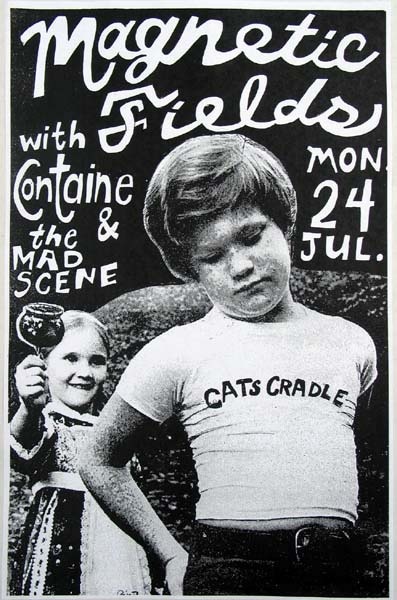 Magnetic
Fields
with
Containe
&
the
MAD
SCENE
MON.
24
JUL.
CATS CRADLE